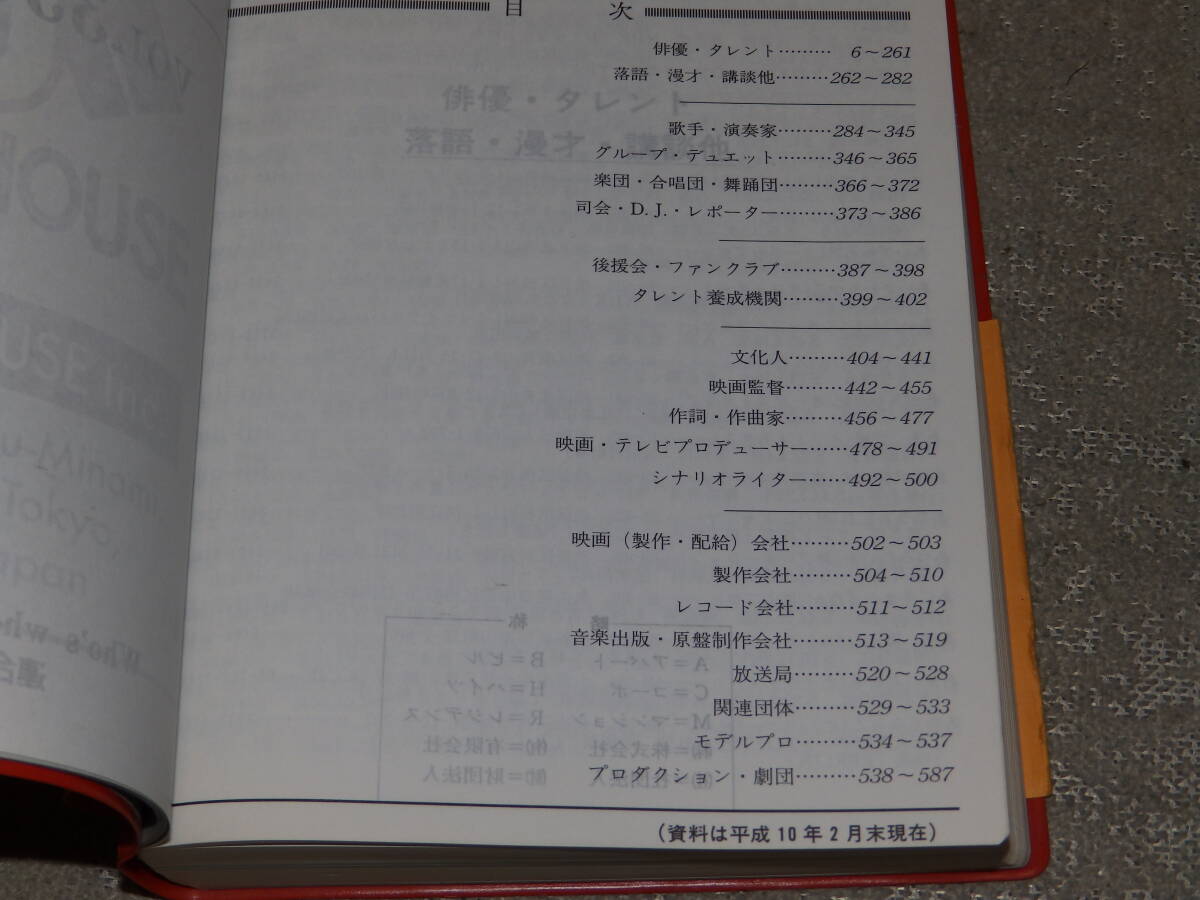 目　次
俳優・タレント………6～261
落語・漫才・講談他………262～282
歌手・演奏家………284～345
グループ・デュエット………346～365
楽団・合唱団・舞踊団………366～372
司会・D. J.・レポーター………373～386
後援会・ファンクラブ………387～398
タレント養成機関………399～402
文化人………404～441
映画監督………442～455
作詞・作曲家………456～477
映画・テレビプロデューサー……478～491
シナリオライター……492～500
映画（製作・配給）会社………502～503
製作会社………504～510
レコード会社………511～512
音楽出版・原盤制作会社………513～519
放送局………520～528
関連団体………529～533
モデルプロ………534～537
プロダクション・劇団………538～587
（資料は平成10年2月末現在）